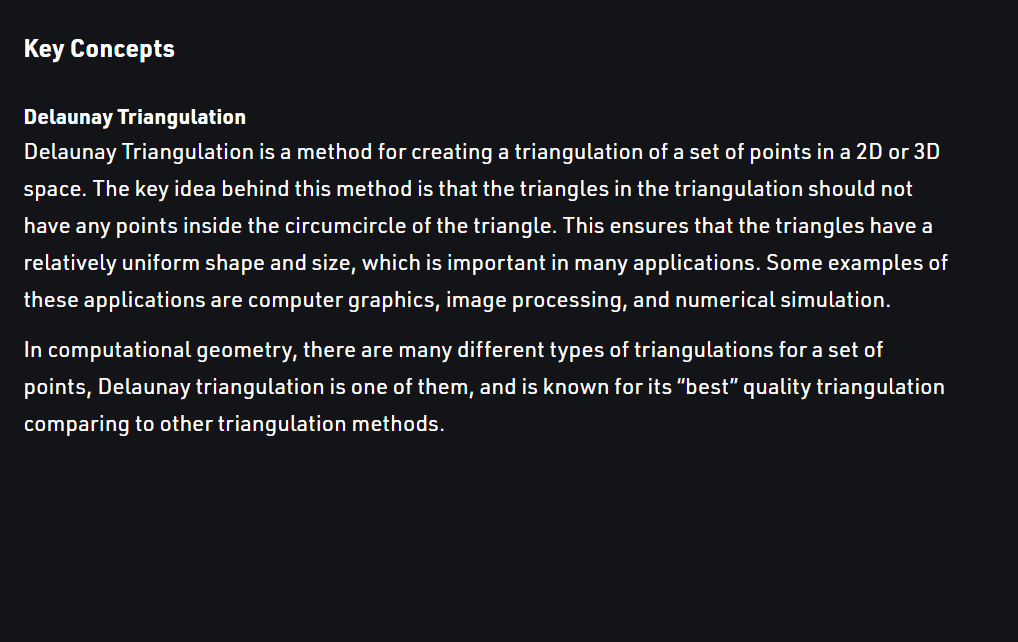 Key Concepts
Delaunay Triangulation
Delaunay Triangulation is a method for creating a triangulation of a set of points in a 2D or 3D
space. The key idea behind this method is that the triangles in the triangulation should not
have any points inside the circumcircle of the triangle. This ensures that the triangles have a
relatively uniform shape and size, which is important in many applications. Some examples of
these applications are computer graphics, image processing, and numerical simulation.
In computational geometry, there are many different types of triangulations for a set of
points, Delaunay triangulation is one of them, and is known for its “best” quality triangulation
comparing to other triangulation methods.